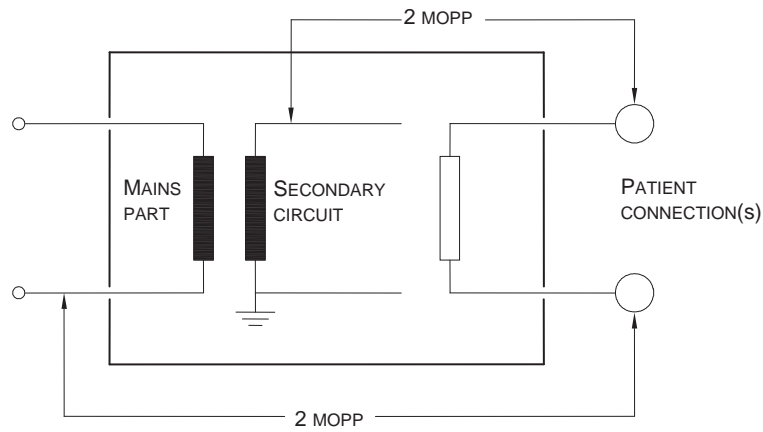 2 MOPP
MAINS
PART
SECONDARY
CIRCUIT
PATIENT
CONNECTION(s)
2 MOPP